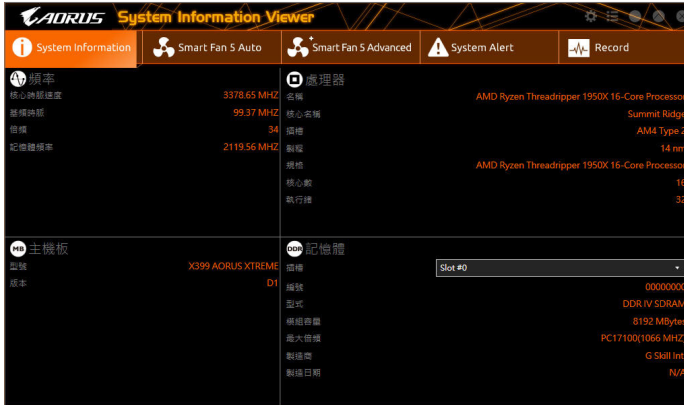 AORUS System Information Viewer
System Information
Smart Fan 5 Auto
Smart Fan 5 Advanced
System Alert
Record
頻率
核心時脈速度 3378.65 MHZ
基頻時脈 99.37 MHZ
倍頻 34
記憶體頻率 2119.56 MHZ
處理器
名稱 AMD Ryzen Threadripper 1950X 16-Core Processor
核心名稱 Summit Ridge
插槽 AM4 Type 2
製程 14 nm
規格 AMD Ryzen Threadripper 1950X 16-Core Processor
核心數 16
執行緒 32
MB 主機板
型號 X399 AORUS XTREME
版本 D1
DDR 記憶體
插槽 Slot #0
編號 00000000
型式 DDR IV SDRAM
模組容量 8192 MBytes
最大倍頻 PC17100(1066 MHZ)
製造商 G Skill Intl
製造日期 N/A